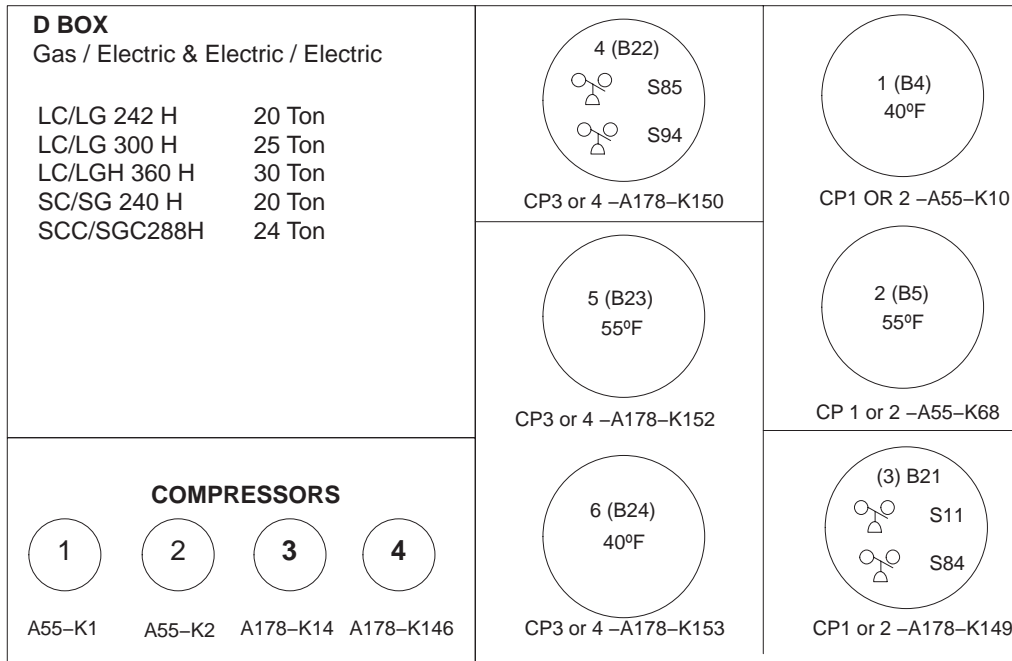 D BOX
Gas / Electric & Electric / Electric
LC/LG 242 H 20 Ton
LC/LG 300 H 25 Ton
LC/LGH 360 H 30 Ton
SC/SG 240 H 20 Ton
SCC/SGC288H 24 Ton
COMPRESSORS
1 2 3 4
A55–K1 A55–K2 A178–K14 A178–K146
4 (B22)
S85
S94
CP3 or 4 –A178–K150
5 (B23)
55ºF
CP3 or 4 –A178–K152
6 (B24)
40ºF
CP3 or 4 –A178–K153
1 (B4)
40ºF
CP1 OR 2 –A55–K10
2 (B5)
55ºF
CP 1 or 2 –A55–K68
(3) B21
S11
S84
CP1 or 2 –A178–K149